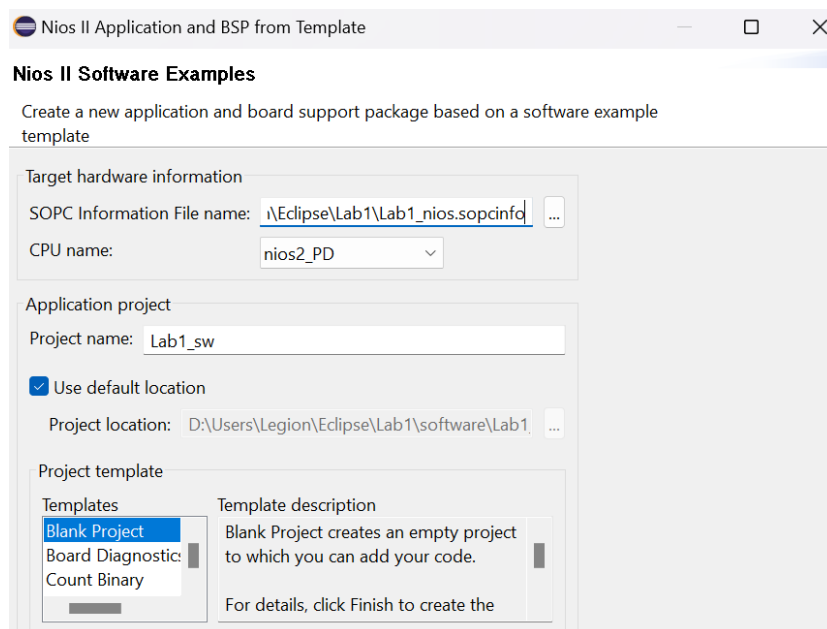 Nios II Application and BSP from Template
Nios II Software Examples
Create a new application and board support package based on a software example
template
Target hardware information
SOPC Information File name: \Eclipse\Lab1\Lab1_nios.sopcinfo ...
CPU name: nios2_PD
Application project
Project name: Lab1_sw
Use default location
Project location: D:\Users\Legion\Eclipse\Lab1\software\Lab1_ ...
Project template
Templates
Template description
Blank Project
Board Diagnostics
Count Binary
Blank Project creates an empty project
to which you can add your code.
For details, click Finish to create the